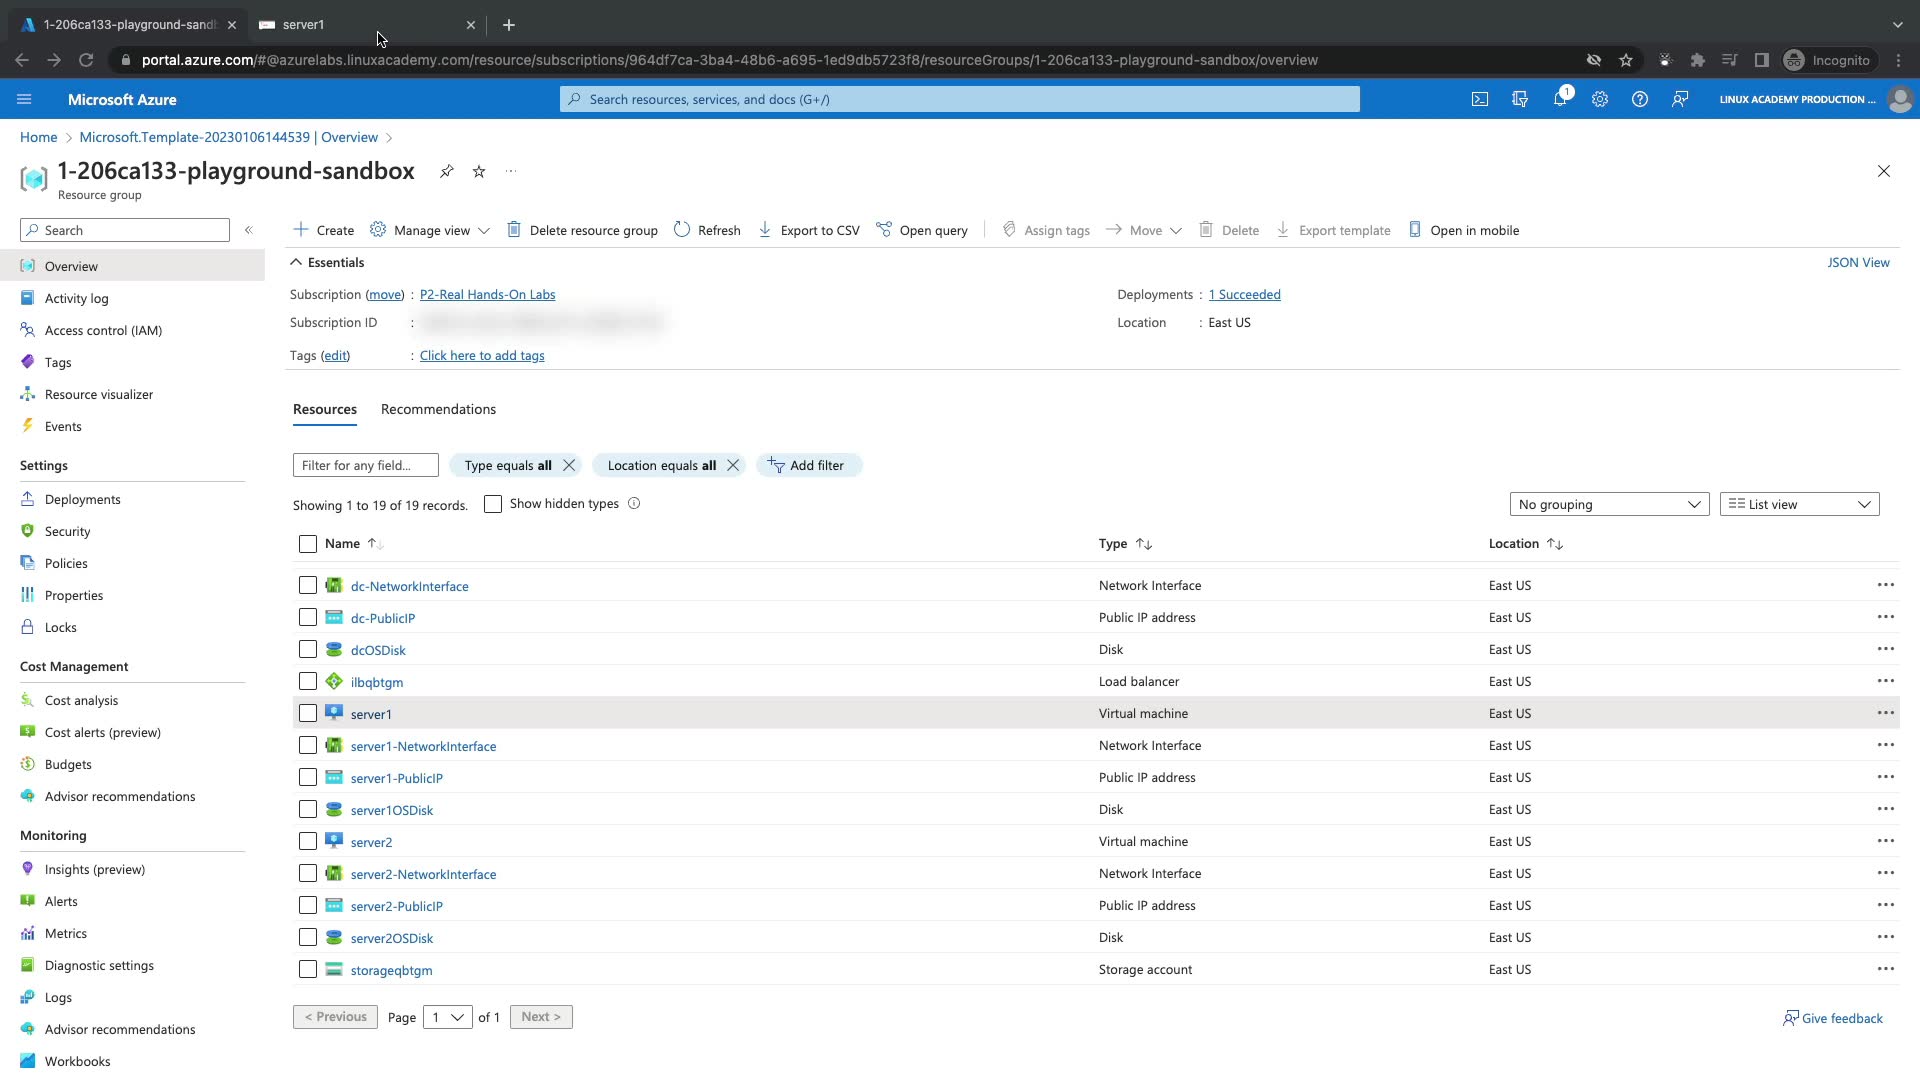 1-206ca133-playground-sandb
server1
portal.azure.com/#@azurelabs.linuxacademy.com/resource/subscriptions/964df7ca-3ba4-48b6-a695-1ed9db5723f8/resourceGroups/1-206ca133-playground-sandbox/overview
Incognito
Microsoft Azure
Search resources, services, and docs (G+/)
1
LINUX ACADEMY PRODUCTION ...
Home > Microsoft.Template-20230106144539 | Overview >
1-206ca133-playground-sandbox
Resource group
Search
Create
Manage view
Delete resource group
Refresh
Export to CSV
Open query
Assign tags
Move
Delete
Export template
Open in mobile
Overview
Activity log
Access control (IAM)
Tags
Resource visualizer
Events
Settings
Deployments
Security
Policies
Properties
Locks
Cost Management
Cost analysis
Cost alerts (preview)
Budgets
Advisor recommendations
Monitoring
Insights (preview)
Alerts
Metrics
Diagnostic settings
Logs
Advisor recommendations
Workbooks
Essentials
JSON View
Subscription (move) : P2-Real Hands-On Labs
Subscription ID :
Tags (edit) : Click here to add tags
Deployments : 1 Succeeded
Location : East US
Resources
Recommendations
Filter for any field...
Type equals all
Location equals all
Add filter
Showing 1 to 19 of 19 records.
Show hidden types
No grouping
List view
Name Type Location
dc-NetworkInterface Network Interface East US
dc-PublicIP Public IP address East US
dcOSDisk Disk East US
ilbqbtgm Load balancer East US
server1 Virtual machine East US
server1-NetworkInterface Network Interface East US
server1-PublicIP Public IP address East US
server1OSDisk Disk East US
server2 Virtual machine East US
server2-NetworkInterface Network Interface East US
server2-PublicIP Public IP address East US
server2OSDisk Disk East US
storageqbtgm Storage account East US
< Previous Page 1 of 1 Next >
Give feedback